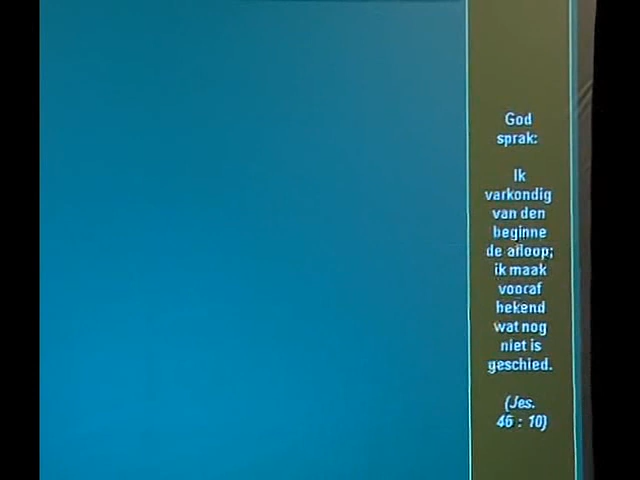 God
sprak:
Ik
varkondig
van den
beginne
de afloop;
ik maak
vooraf
bekend
wat nog
niet is
geschied.
(Jes.
46 : 10)